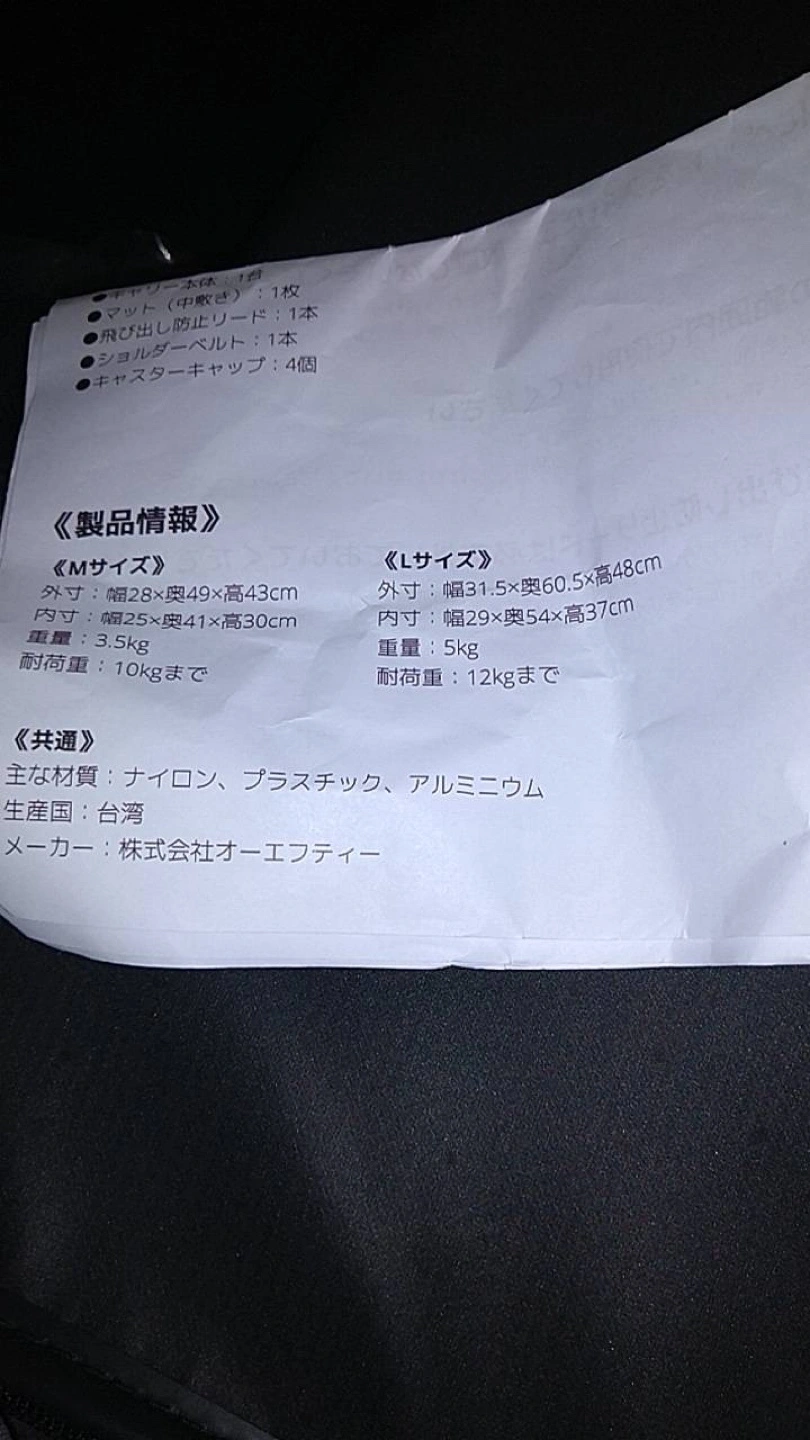 ●キャリー本体：1台
●マット（中敷き）：1枚
●飛び出し防止リード：1本
●ショルダーベルト：1本
●キャスターキャップ：4個
《製品情報》
《Mサイズ》
外寸：幅28×奥49×高43cm
内寸：幅25×奥41×高30cm
重量：3.5kg
耐荷重：10kgまで
《Lサイズ》
外寸：幅31.5×奥60.5×高48cm
内寸：幅29×奥54×高37cm
重量：5kg
耐荷重：12kgまで
《共通》
主な材質：ナイロン、プラスチック、アルミニウム
生産国：台湾
メーカー：株式会社オーエフティー